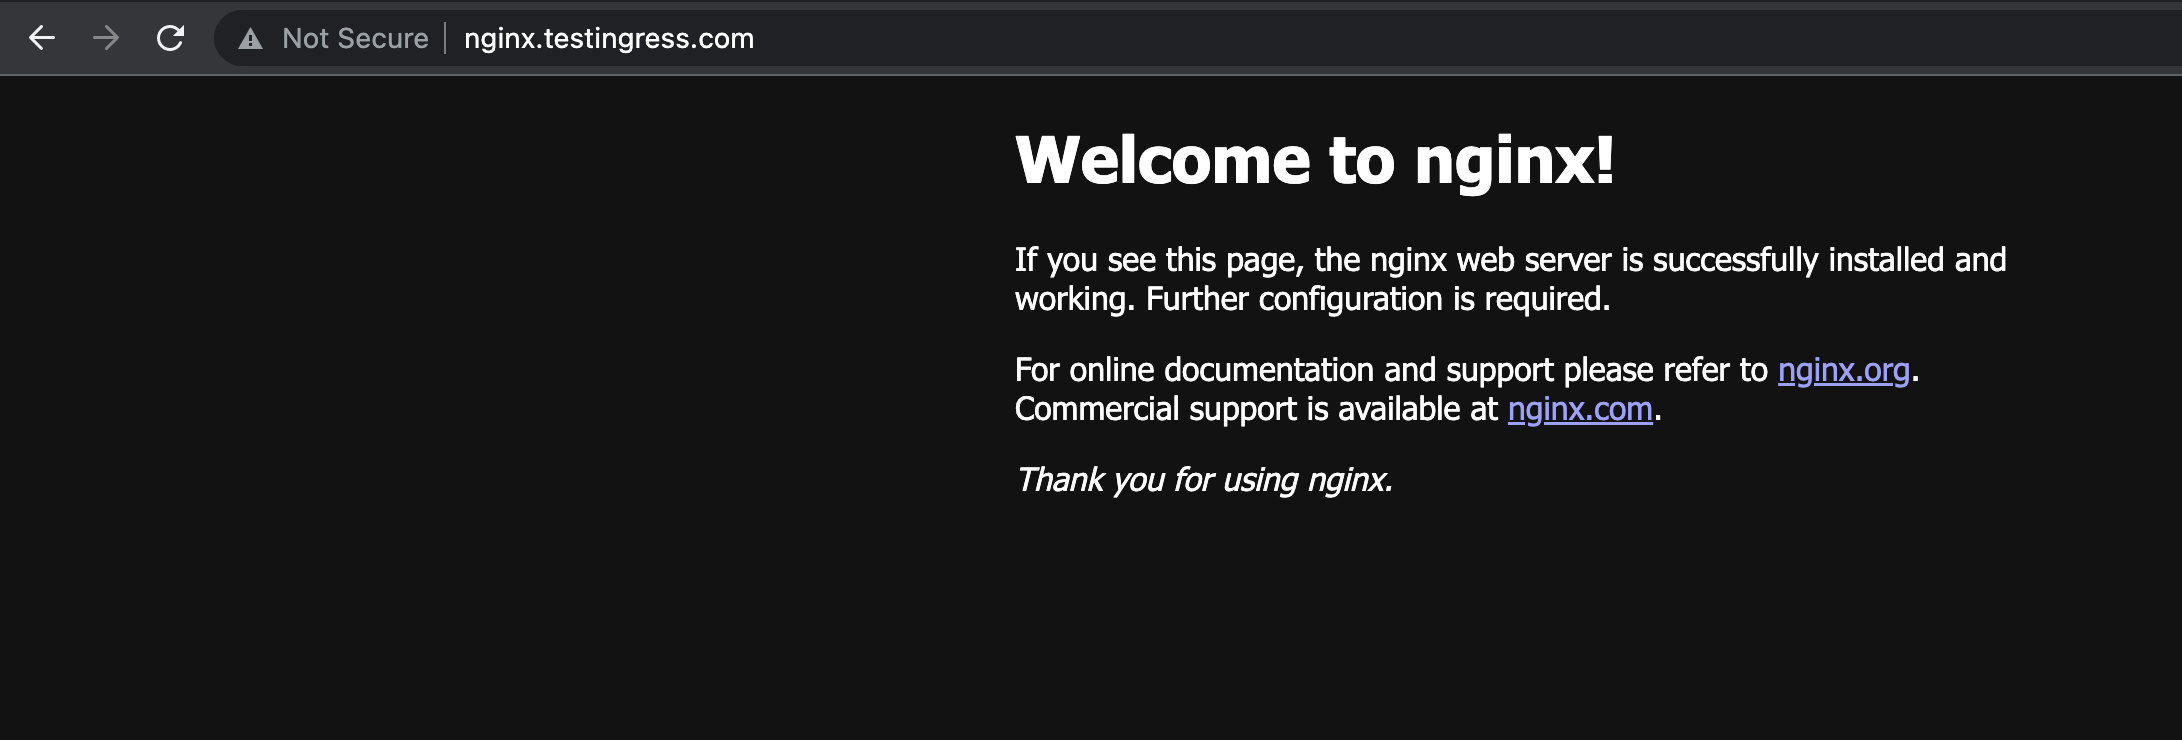 Not Secure nginx.testingress.com
Welcome to nginx!
If you see this page, the nginx web server is successfully installed and
working. Further configuration is required.
For online documentation and support please refer to nginx.org.
Commercial support is available at nginx.com.
Thank you for using nginx.